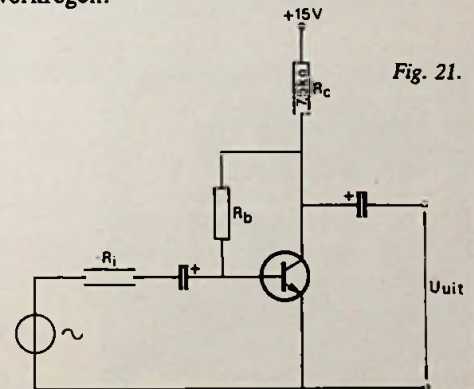 verkregen.
+15V
Fig. 21.
7,5kΩ
Rc
+
Rb
Ri
+
Uuit